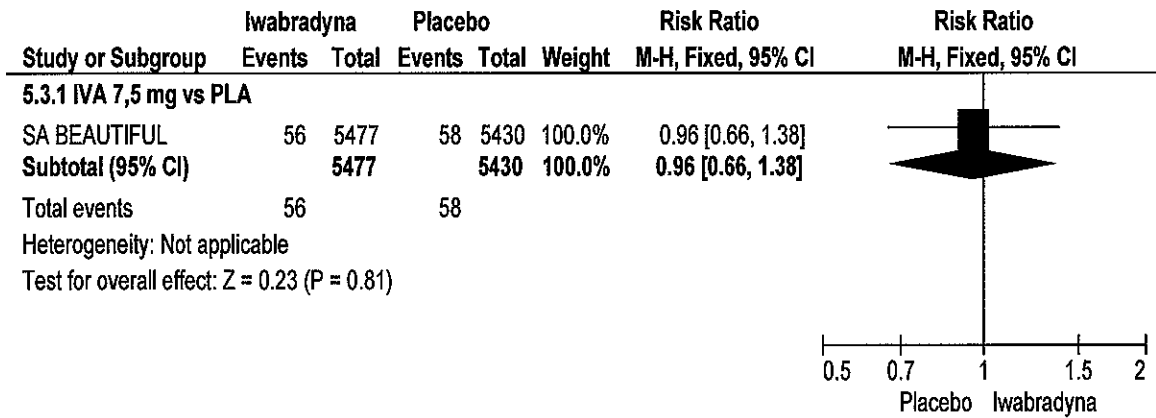 Iwabradyna Placebo Risk Ratio Risk Ratio
Study or Subgroup Events Total Events Total Weight M-H, Fixed, 95% CI M-H, Fixed, 95% CI
5.3.1 IVA 7,5 mg vs PLA
SA BEAUTIFUL 56 5477 58 5430 100.0% 0.96 [0.66, 1.38]
Subtotal (95% CI) 5477 5430 100.0% 0.96 [0.66, 1.38]
Total events 56 58
Heterogeneity: Not applicable
Test for overall effect: Z = 0.23 (P = 0.81)
0.5 0.7 1 1.5 2
Placebo Iwabradyna